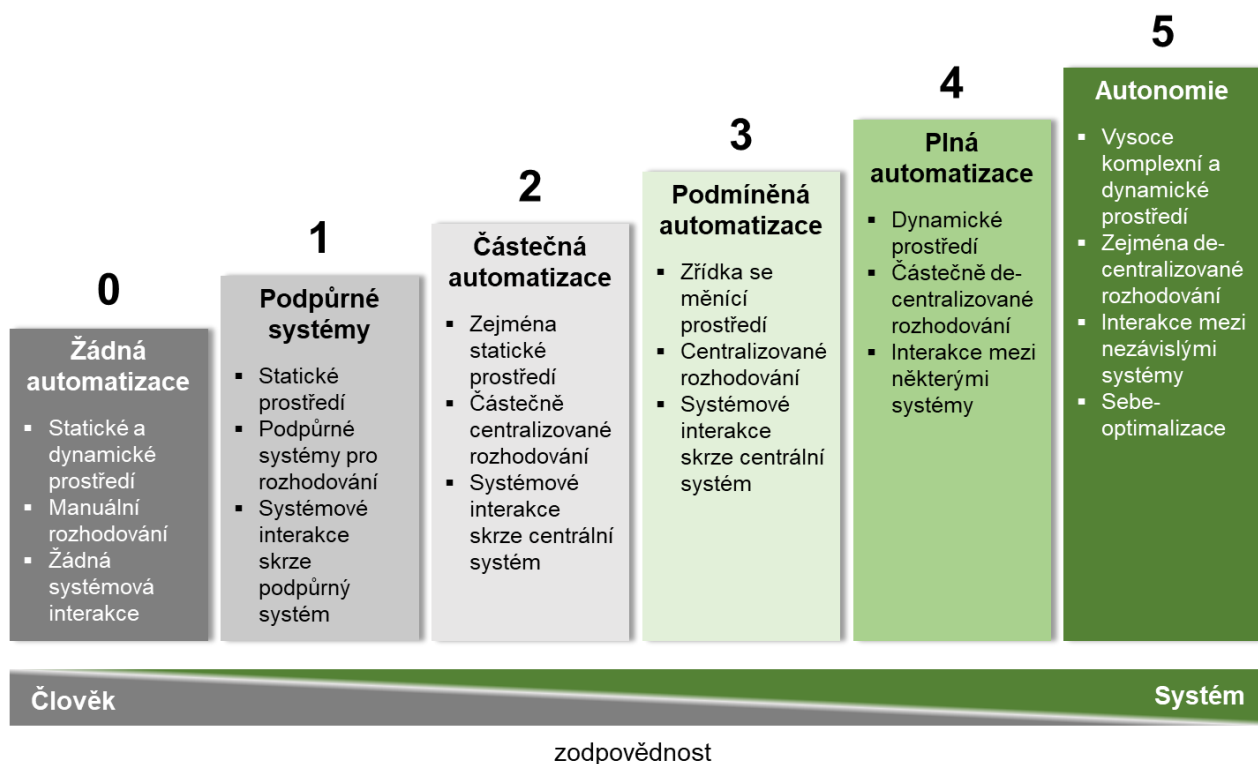 0
Žádná
automatizace
▪ Statické a
dynamické
prostředí
▪ Manuální
rozhodování
▪ Žádná
systémová
interakce
1
Podpůrné
systémy
▪ Statické
prostředí
▪ Podpůrné
systémy pro
rozhodování
▪ Systémové
interakce
skrze
podpůrný
systém
2
Částečná
automatizace
▪ Zejména
statické
prostředí
▪ Částečně
centralizované
rozhodování
▪ Systémové
interakce
skrze centrální
systém
3
Podmíněná
automatizace
▪ Zřídka se
měnící
prostředí
▪ Centralizované
rozhodování
▪ Systémové
interakce
skrze centrální
systém
4
Plná
automatizace
▪ Dynamické
prostředí
▪ Částečně de-
centralizované
rozhodování
▪ Interakce mezi
některými
systémy
5
Autonomie
▪ Vysoce
komplexní a
dynamické
prostředí
▪ Zejména de-
centralizované
rozhodování
▪ Interakce mezi
nezávislými
systémy
▪ Sebe-
optimalizace
Člověk
Systém
zodpovědnost